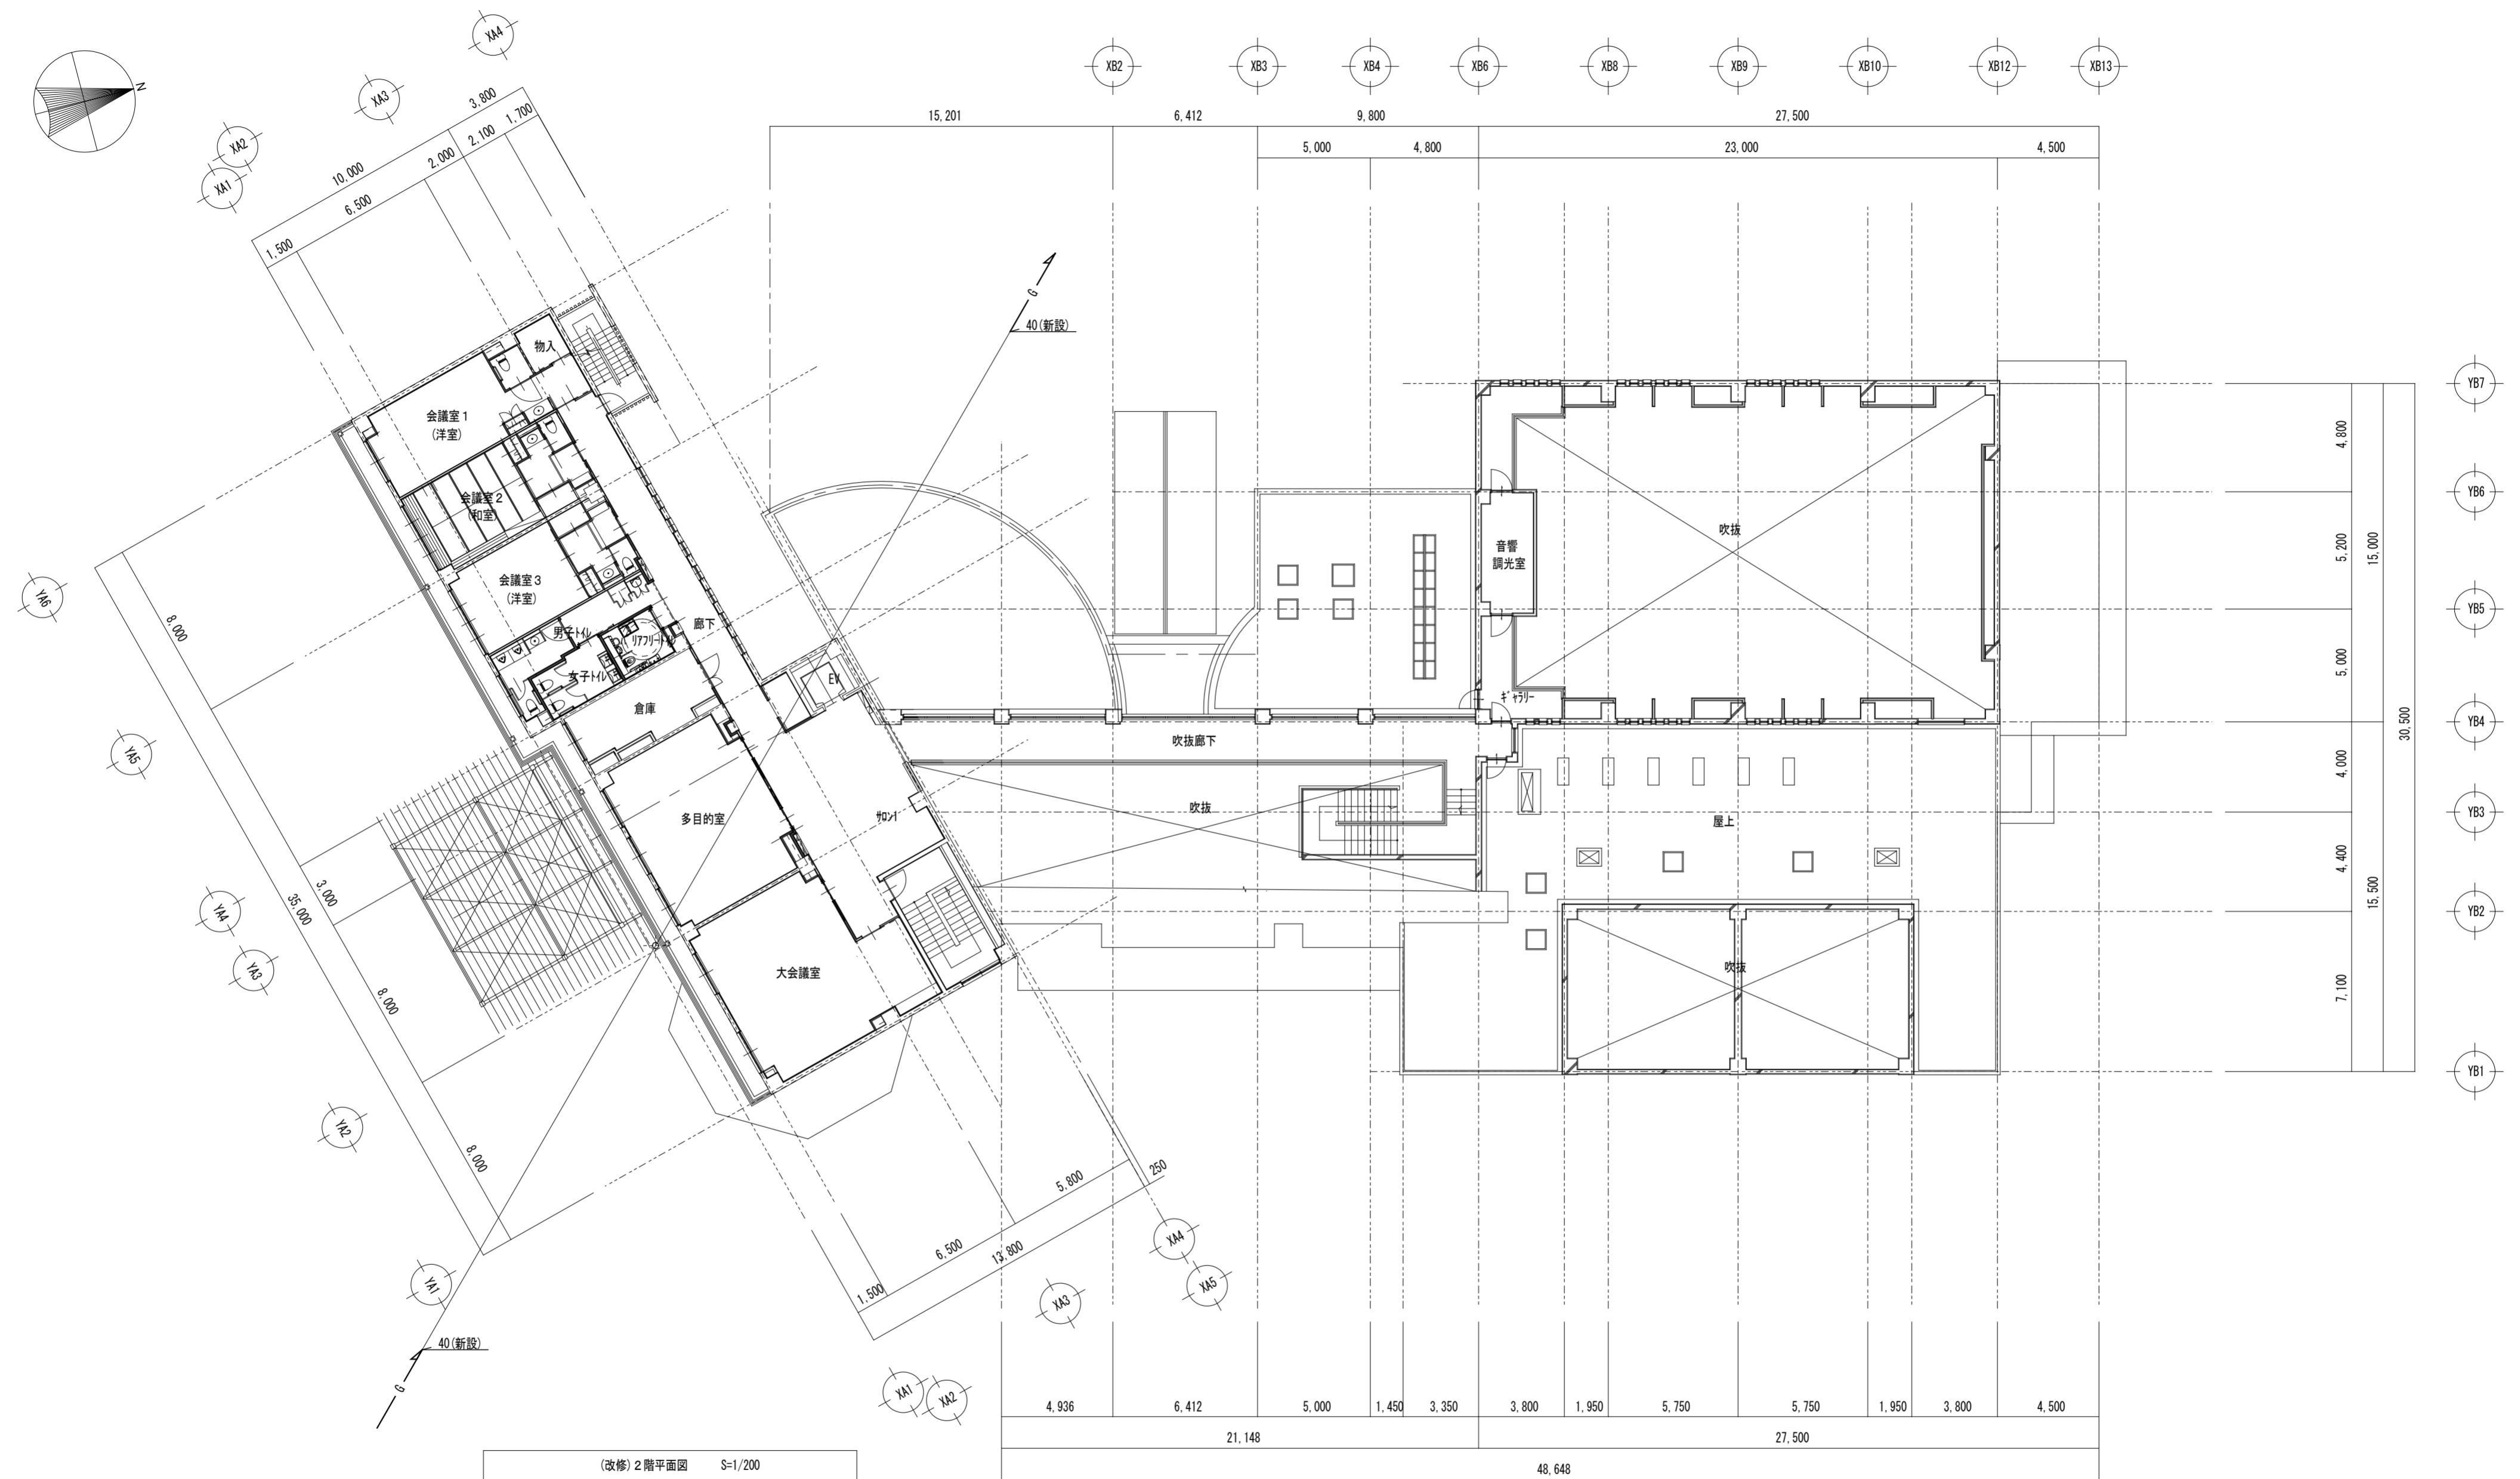 N
XA4
XA3
XA2
XA1
XB2
XB3
XB4
XB6
XB8
XB9
XB10
XB12
XB13
3,800
1,700
2,100
2,000
10,000
6,500
1,500
15,201
6,412
9,800
27,500
5,000
4,800
23,000
4,500
G
40(新設)
物入
会議室1
(洋室)
会議室2
(和室)
会議室3
(洋室)
男子トイレ
女子トイレ
廊下
倉庫
EV
多目的室
サロン1
大会議室
吹抜廊下
吹抜
音響
調光室
吹抜
ギャラリー
屋上
吹抜
YB7
YB6
YB5
YB4
YB3
YB2
YB1
4,800
5,200
5,000
4,000
4,400
7,100
15,000
15,500
30,500
YA6
YA5
YA4
YA3
YA2
YA1
8,000
3,000
35,000
8,000
8,000
250
5,800
6,500
13,800
1,500
XA4
XA5
XA3
XA1
XA2
40(新設)
G
4,936
6,412
5,000
1,450
3,350
3,800
1,950
5,750
5,750
1,950
3,800
4,500
21,148
27,500
48,648
(改修)2階平面図 S=1/200